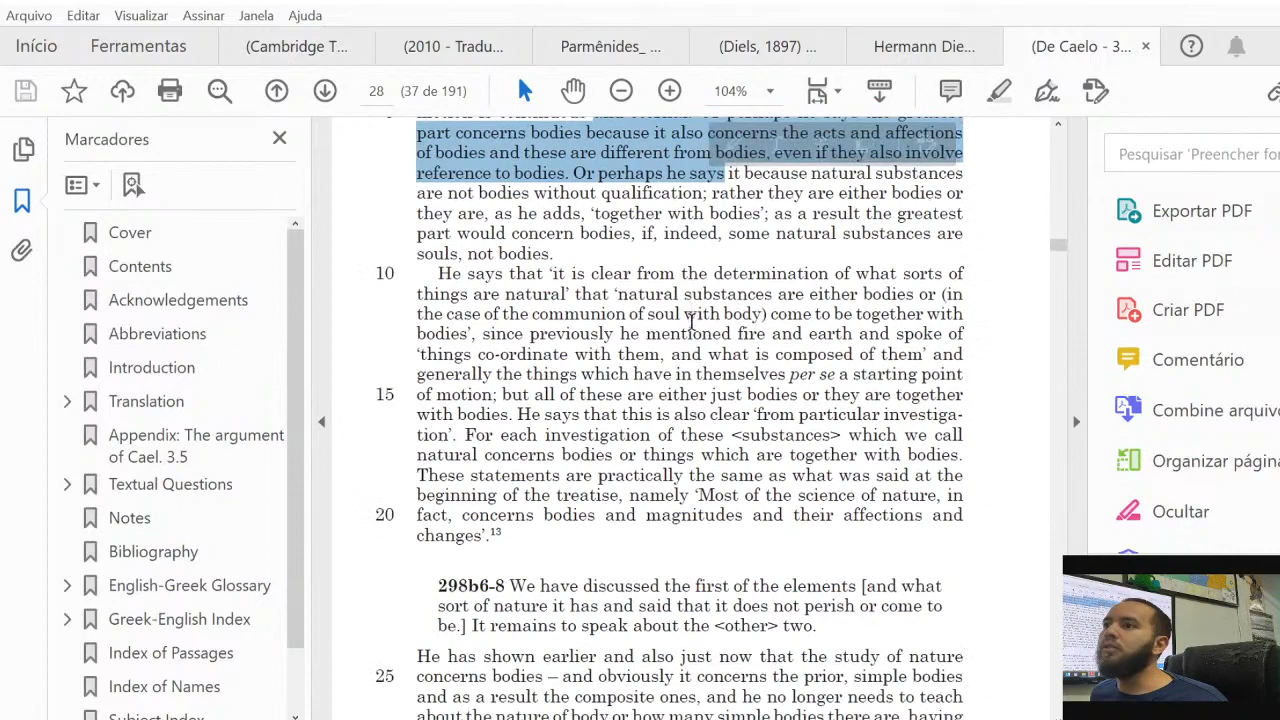 Arquivo Editar Visualizar Assinar Janela Ajuda
Início Ferramentas (Cambridge T... (2010 - Tradu... Parmênides_ ... (Diels, 1897) ... Hermann Die... (De Caelo - 3... ×
28 (37 de 191) 104%
Marcadores
Cover
Contents
Acknowledgements
Abbreviations
Introduction
Translation
Appendix: The argument
of Cael. 3.5
Textual Questions
Notes
Bibliography
English-Greek Glossary
Greek-English Index
Index of Passages
Index of Names
Subject Index
part concerns bodies because it also concerns the acts and affections
of bodies and these are different from bodies, even if they also involve
reference to bodies. Or perhaps he says it because natural substances
are not bodies without qualification; rather they are either bodies or
they are, as he adds, ‘together with bodies’; as a result the greatest
part would concern bodies, if, indeed, some natural substances are
souls, not bodies.
10 He says that ‘it is clear from the determination of what sorts of
things are natural’ that ‘natural substances are either bodies or (in
the case of the communion of soul with body) come to be together with
bodies’, since previously he mentioned fire and earth and spoke of
‘things co-ordinate with them, and what is composed of them’ and
generally the things which have in themselves per se a starting point
15 of motion; but all of these are either just bodies or they are together
with bodies. He says that this is also clear ‘from particular investiga-
tion’. For each investigation of these <substances> which we call
natural concerns bodies or things which are together with bodies.
These statements are practically the same as what was said at the
beginning of the treatise, namely ‘Most of the science of nature, in
20 fact, concerns bodies and magnitudes and their affections and
changes’.13
298b6-8 We have discussed the first of the elements [and what
sort of nature it has and said that it does not perish or come to
be.] It remains to speak about the <other> two.
He has shown earlier and also just now that the study of nature
25 concerns bodies – and obviously it concerns the prior, simple bodies
and as a result the composite ones, and he no longer needs to teach
about the nature of body or how many simple bodies there are, having
Pesquisar 'Preencher for
Exportar PDF
Editar PDF
Criar PDF
Comentário
Combine arquivo
Organizar página
Ocultar